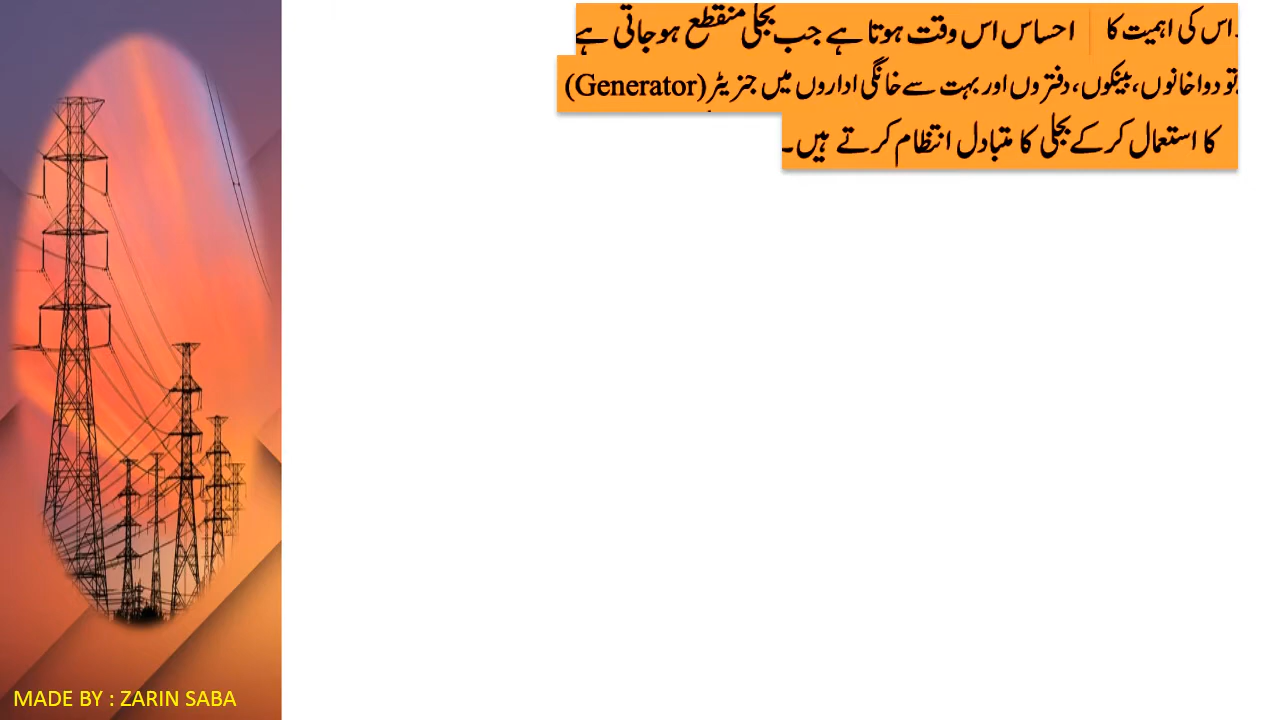 اس کی اہمیت کا احساس اس وقت ہوتا ہے جب بجلی منقطع ہو جاتی ہے
تو دواخانوں، بینکوں، دفتروں اور بہت سے خانگی اداروں میں جنریٹر (Generator)
کا استعمال کر کے بجلی کا متبادل انتظام کرتے ہیں۔
MADE BY : ZARIN SABA